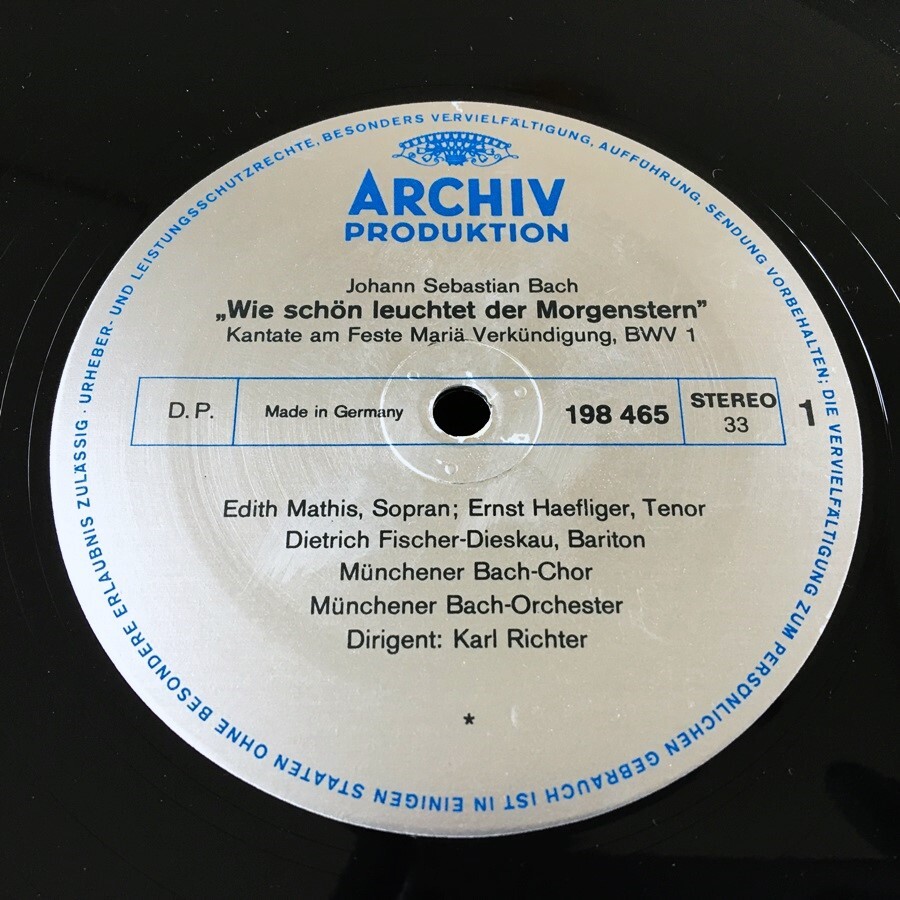 URHEBER- UND LEISTUNGSSCHUTZRECHTE, BESONDERS VERVIELFÄLTIGUNG, AUFFÜHRUNG, SENDUNG VORBEHALTEN; DIE VERVIELFÄLTIGUNG ZUM PERSÖNLICHEN GEBRAUCH IST IN EINIGEN STAATEN OHNE BESONDERE ERLAUBNIS ZULÄSSIG ·
ARCHIV
PRODUKTION
Johann Sebastian Bach
„Wie schön leuchtet der Morgenstern”
Kantate am Feste Mariä Verkündigung, BWV 1
D. P. Made in Germany 198 465 STEREO 1
33
Edith Mathis, Sopran; Ernst Haefliger, Tenor
Dietrich Fischer-Dieskau, Bariton
Münchener Bach-Chor
Münchener Bach-Orchester
Dirigent: Karl Richter
*